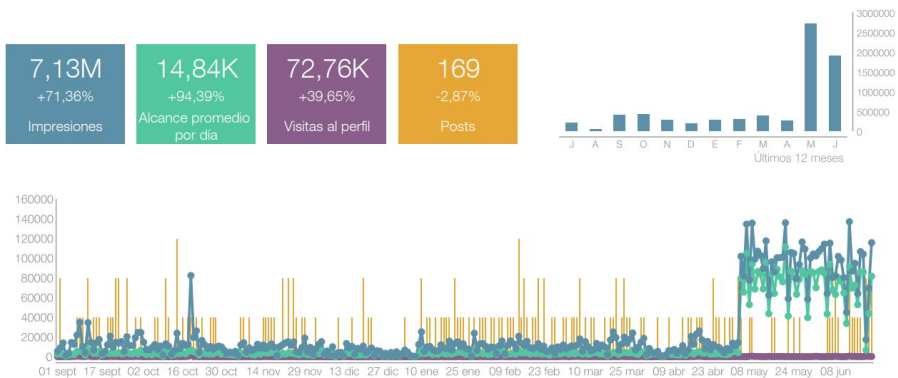 7,13M
+71,36%
Impresiones
14,84K
+94,39%
Alcance promedio
por día
72,76K
+39,65%
Visitas al perfil
169
-2,87%
Posts
3000000
2500000
2000000
1500000
1000000
500000
0
J A S O N D E F M A M J
Últimos 12 meses
160000
140000
120000
100000
80000
60000
40000
20000
0
01 sept 17 sept 02 oct 16 oct 30 oct 14 nov 29 nov 13 dic 27 dic 10 ene 25 ene 09 feb 23 feb 10 mar 25 mar 09 abr 23 abr 08 may 24 may 08 jun